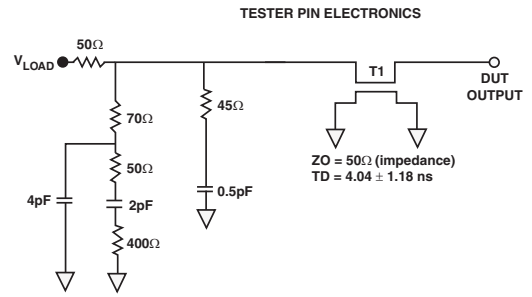 TESTER PIN ELECTRONICS
50Ω
VLOAD
T1
DUT
OUTPUT
70Ω
45Ω
50Ω
ZO = 50Ω (impedance)
TD = 4.04 ± 1.18 ns
4pF
2pF
0.5pF
400Ω